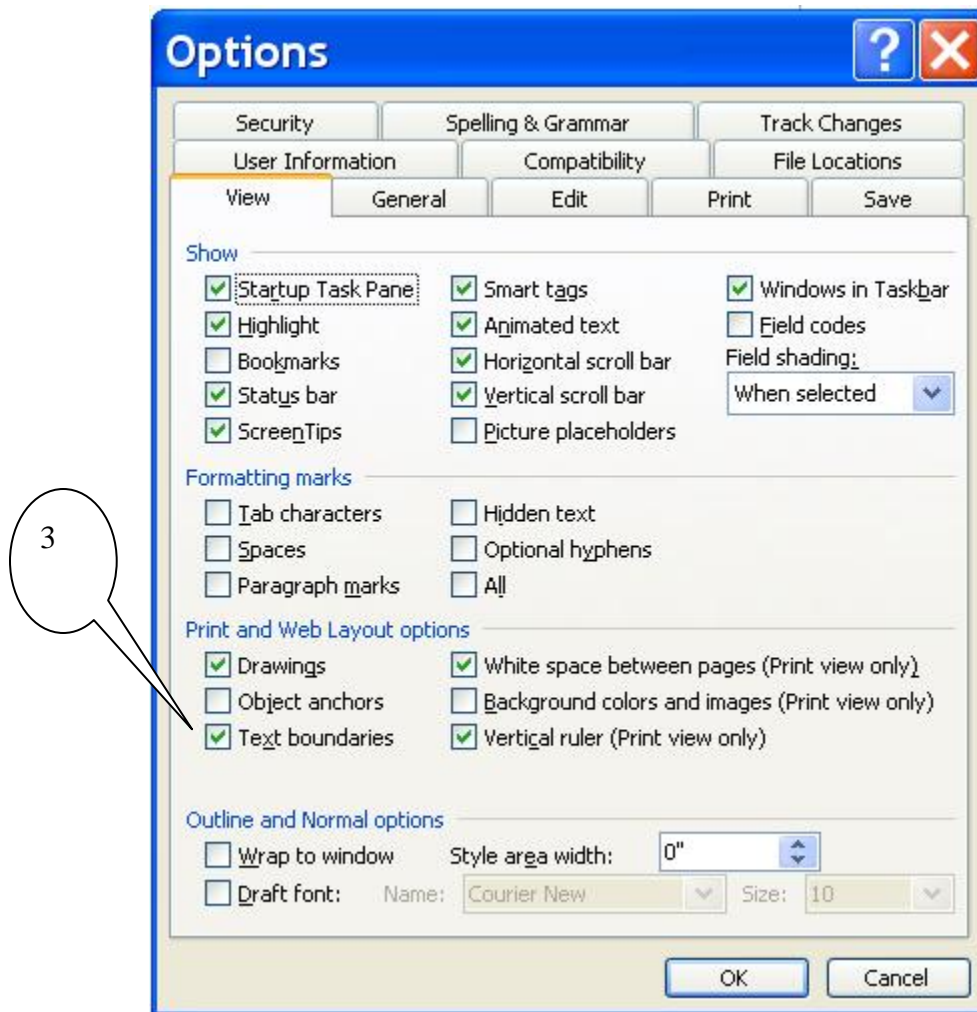 Options
Security Spelling & Grammar Track Changes
User Information Compatibility File Locations
View General Edit Print Save
Show
Startup Task Pane Smart tags Windows in Taskbar
Highlight Animated text Field codes
Bookmarks Horizontal scroll bar Field shading:
Status bar Vertical scroll bar When selected
ScreenTips Picture placeholders
Formatting marks
Tab characters Hidden text
3
Spaces Optional hyphens
Paragraph marks All
Print and Web Layout options
Drawings White space between pages (Print view only)
Object anchors Background colors and images (Print view only)
Text boundaries Vertical ruler (Print view only)
Outline and Normal options
Wrap to window Style area width: 0"
Draft font: Name: Courier New Size: 10
OK Cancel